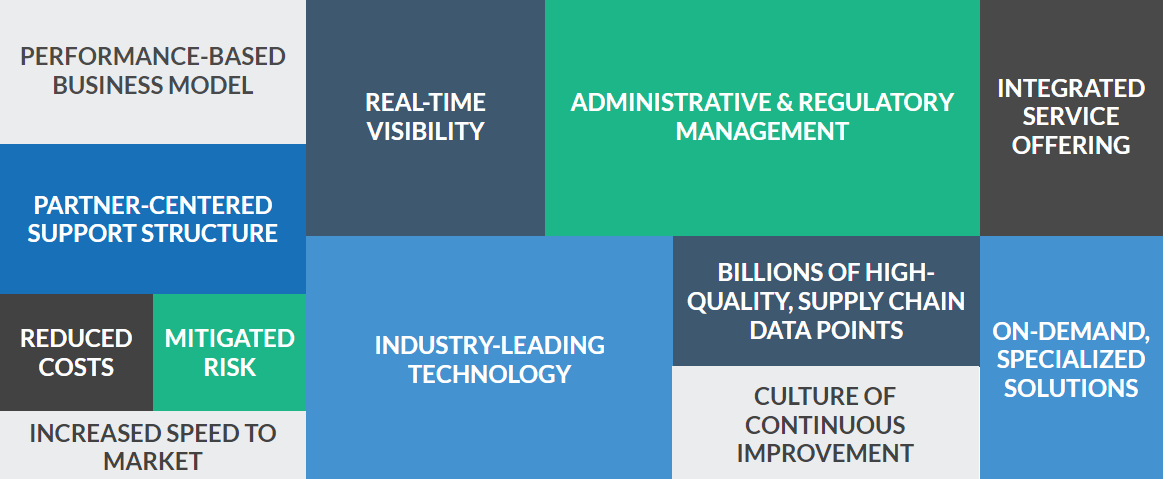 PERFORMANCE-BASED
BUSINESS MODEL
REAL-TIME
VISIBILITY
ADMINISTRATIVE & REGULATORY
MANAGEMENT
INTEGRATED
SERVICE
OFFERING
PARTNER-CENTERED
SUPPORT STRUCTURE
REDUCED
COSTS
MITIGATED
RISK
INCREASED SPEED TO
MARKET
INDUSTRY-LEADING
TECHNOLOGY
BILLIONS OF HIGH-
QUALITY, SUPPLY CHAIN
DATA POINTS
CULTURE OF
CONTINUOUS
IMPROVEMENT
ON-DEMAND,
SPECIALIZED
SOLUTIONS